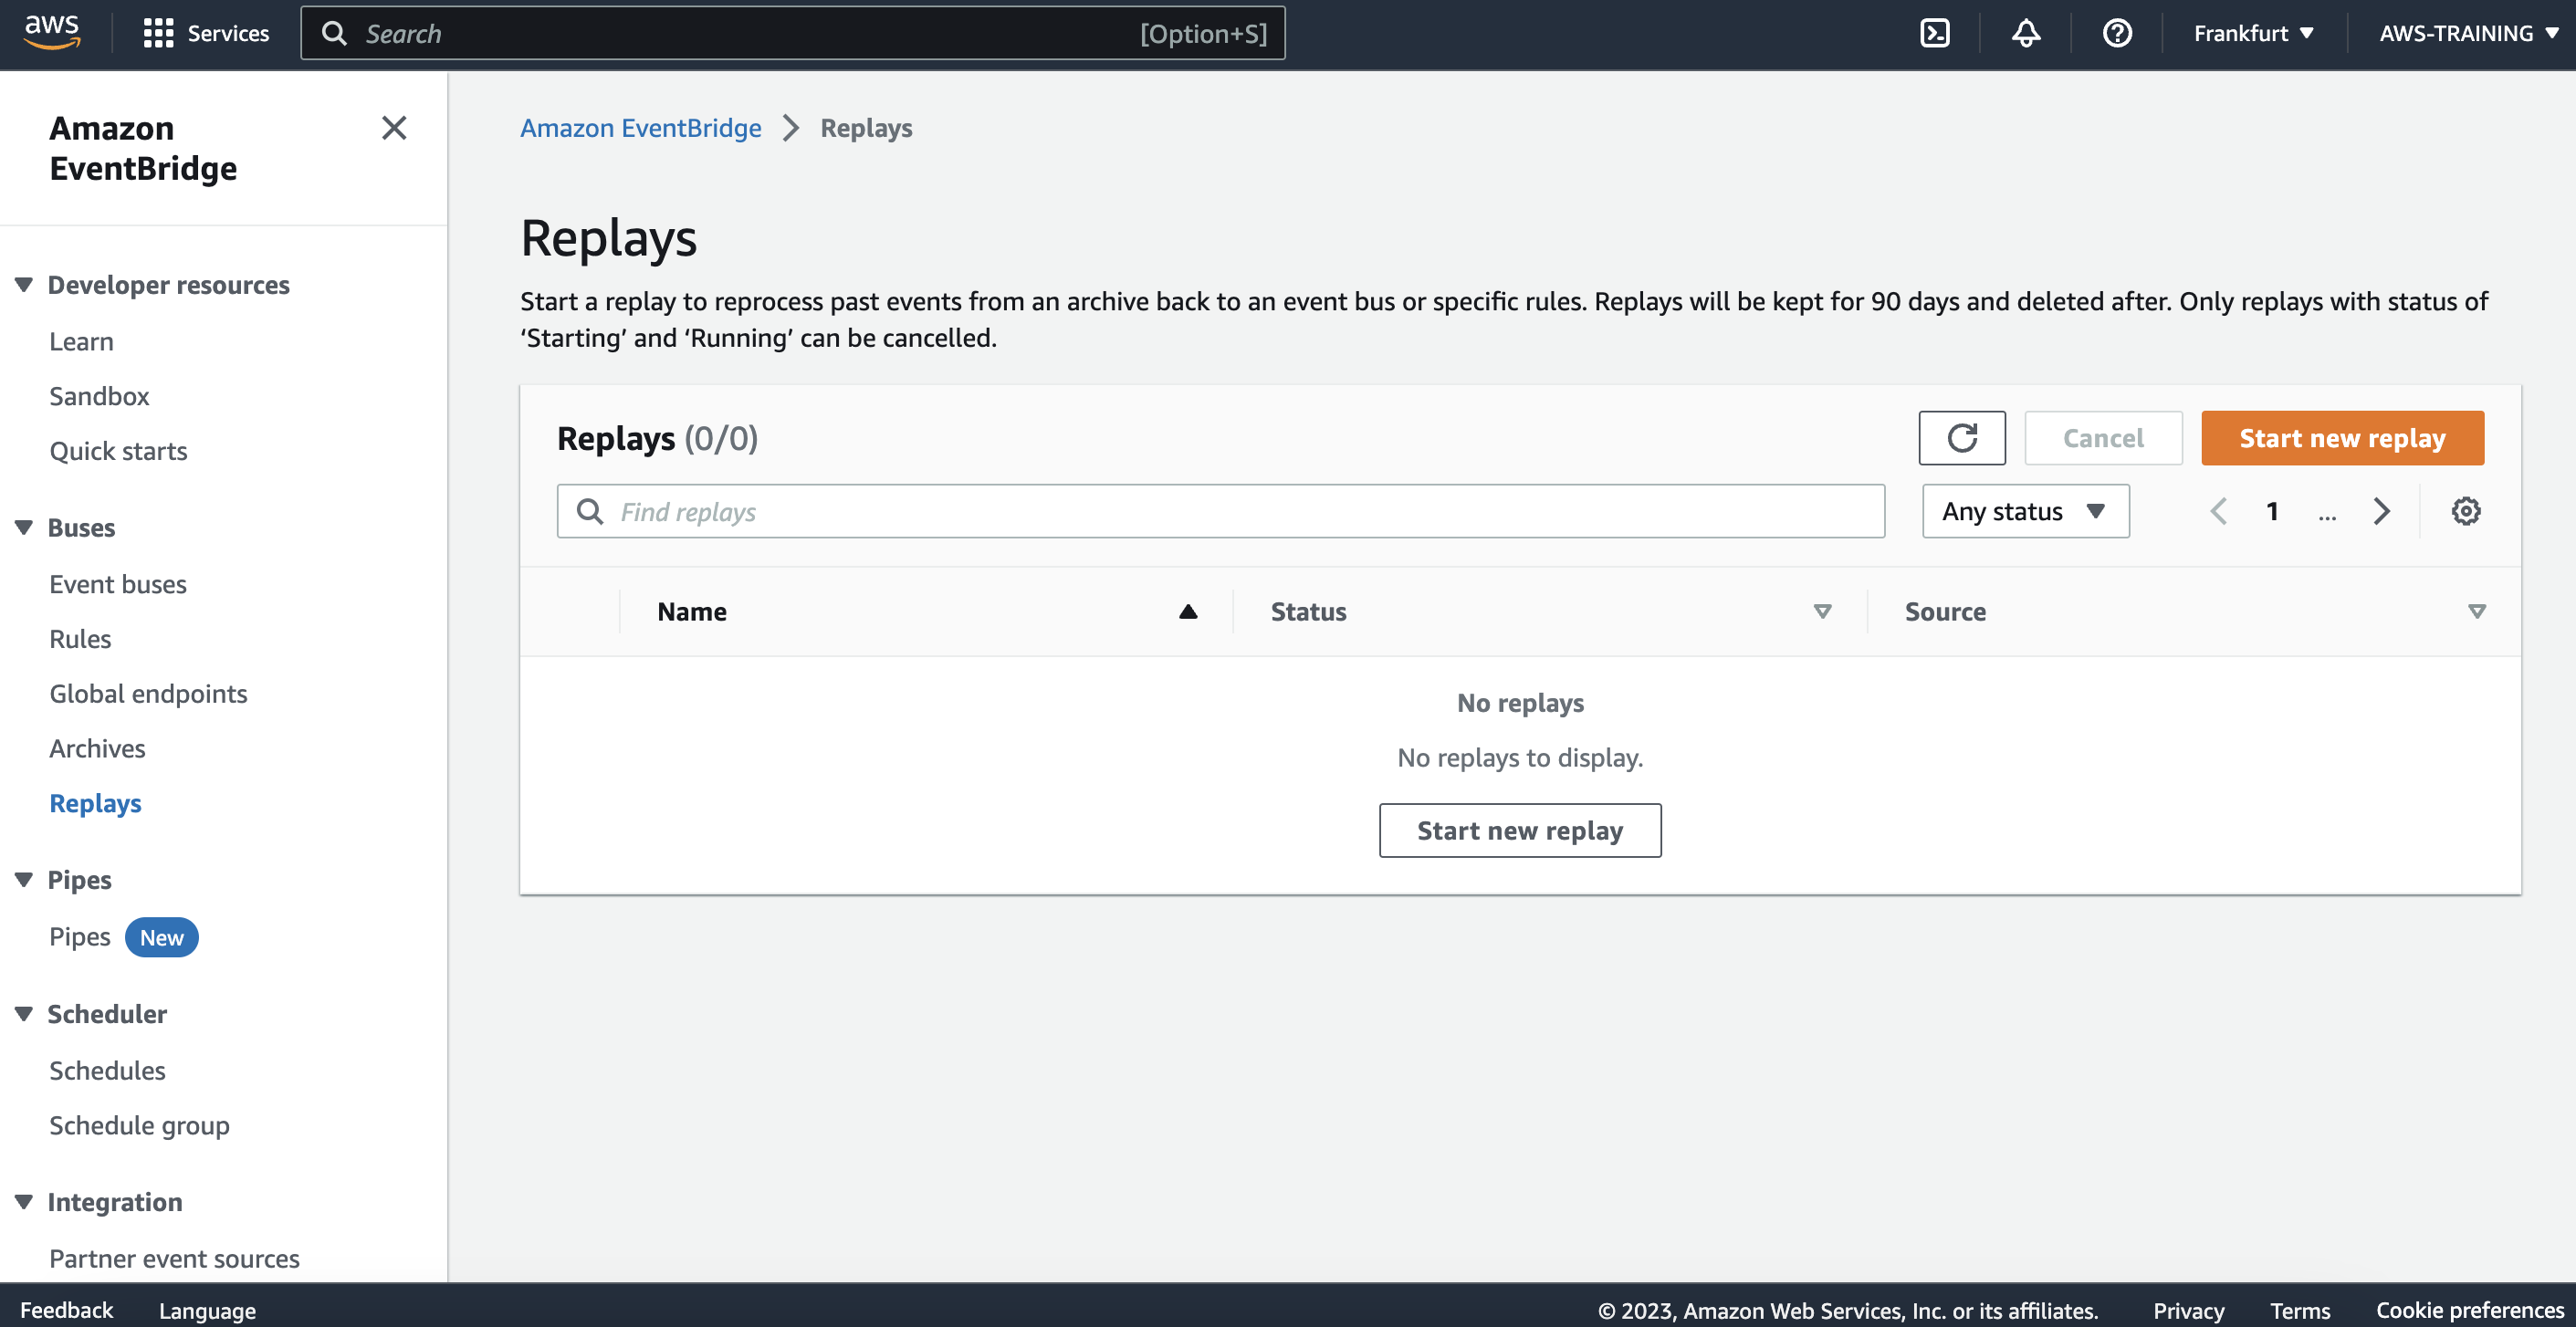 aws
Services
Search
[Option+S]
Frankfurt
AWS-TRAINING
Amazon
EventBridge
Developer resources
Learn
Sandbox
Quick starts
Buses
Event buses
Rules
Global endpoints
Archives
Replays
Pipes
Pipes New
Scheduler
Schedules
Schedule group
Integration
Partner event sources
Amazon EventBridge > Replays
Replays
Start a replay to reprocess past events from an archive back to an event bus or specific rules. Replays will be kept for 90 days and deleted after. Only replays with status of
‘Starting’ and ‘Running’ can be cancelled.
Replays (0/0)
Cancel
Start new replay
Find replays
Any status
1 ...
Name
Status
Source
No replays
No replays to display.
Start new replay
Feedback
Language
© 2023, Amazon Web Services, Inc. or its affiliates.
Privacy
Terms
Cookie preferences